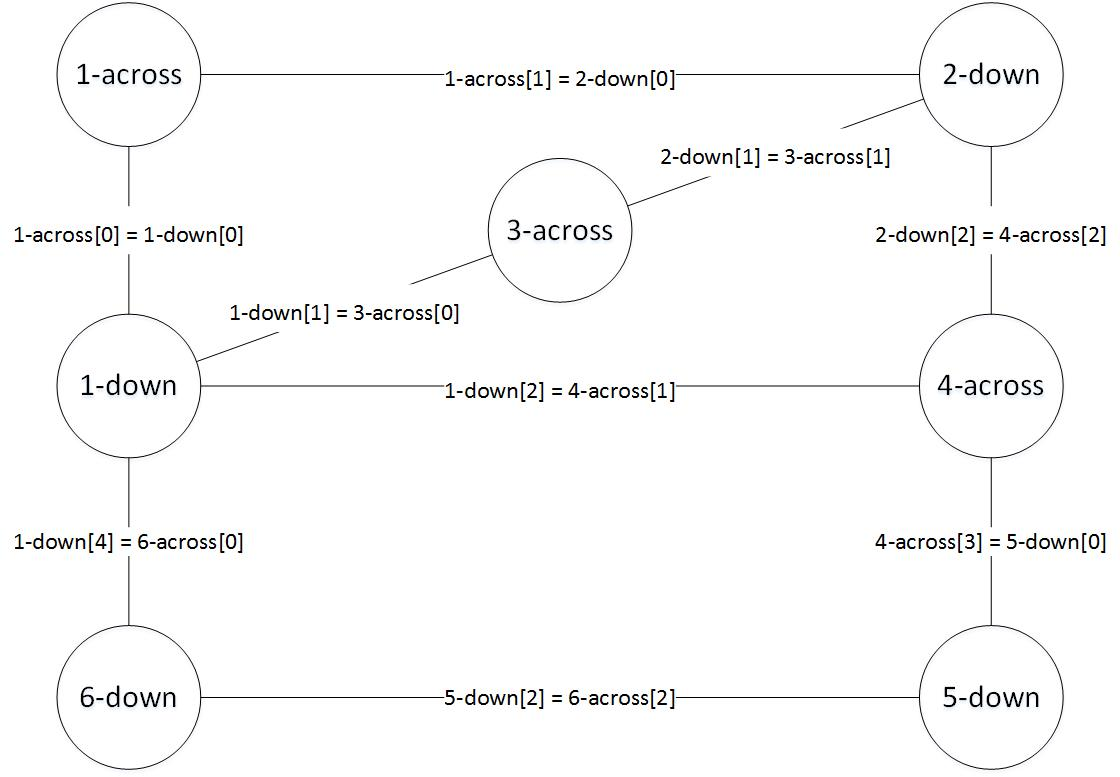 1-across
1-across[1] = 2-down[0]
2-down
2-down[1] = 3-across[1]
3-across
1-across[0] = 1-down[0]
2-down[2] = 4-across[2]
1-down[1] = 3-across[0]
1-down
1-down[2] = 4-across[1]
4-across
1-down[4] = 6-across[0]
4-across[3] = 5-down[0]
6-down
5-down[2] = 6-across[2]
5-down